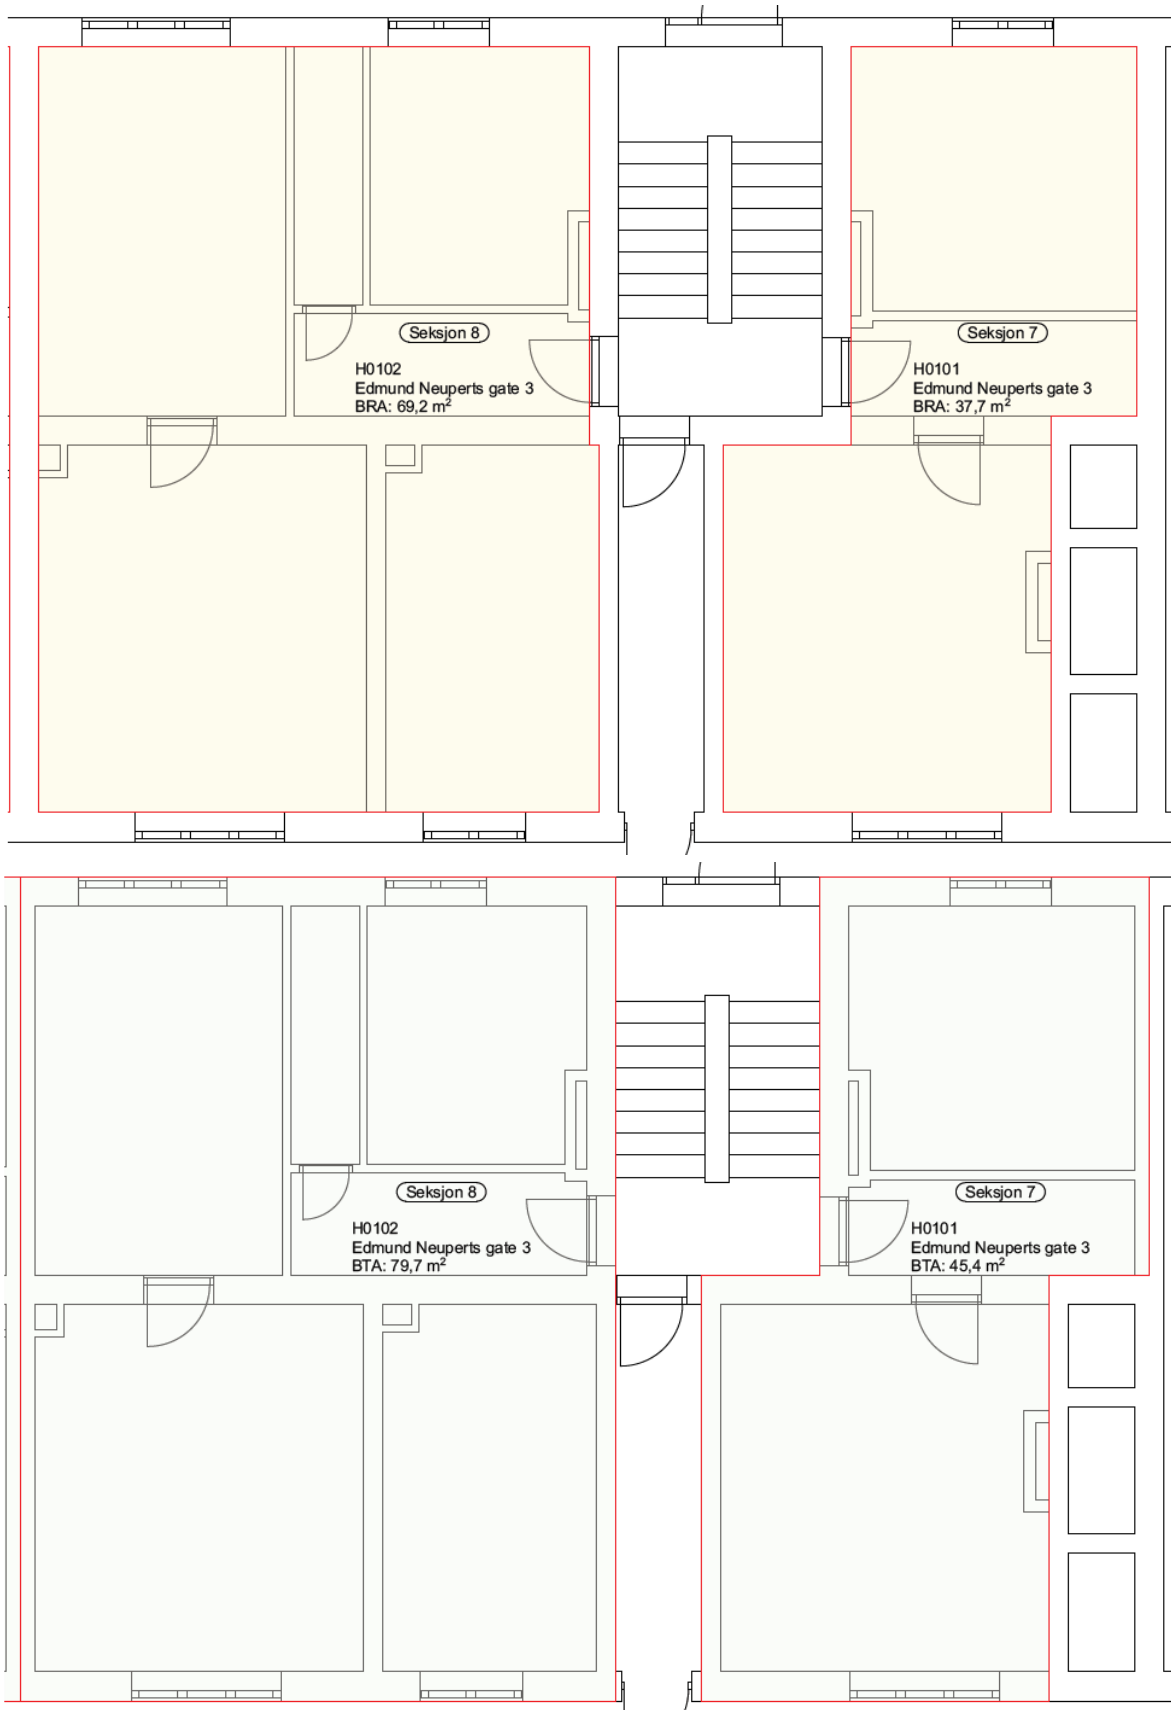 Seksjon 8
H0102
Edmund Neuperts gate 3
BRA: 69,2 m²
Seksjon 7
H0101
Edmund Neuperts gate 3
BRA: 37,7 m²
Seksjon 8
H0102
Edmund Neuperts gate 3
BTA: 79,7 m²
Seksjon 7
H0101
Edmund Neuperts gate 3
BTA: 45,4 m²